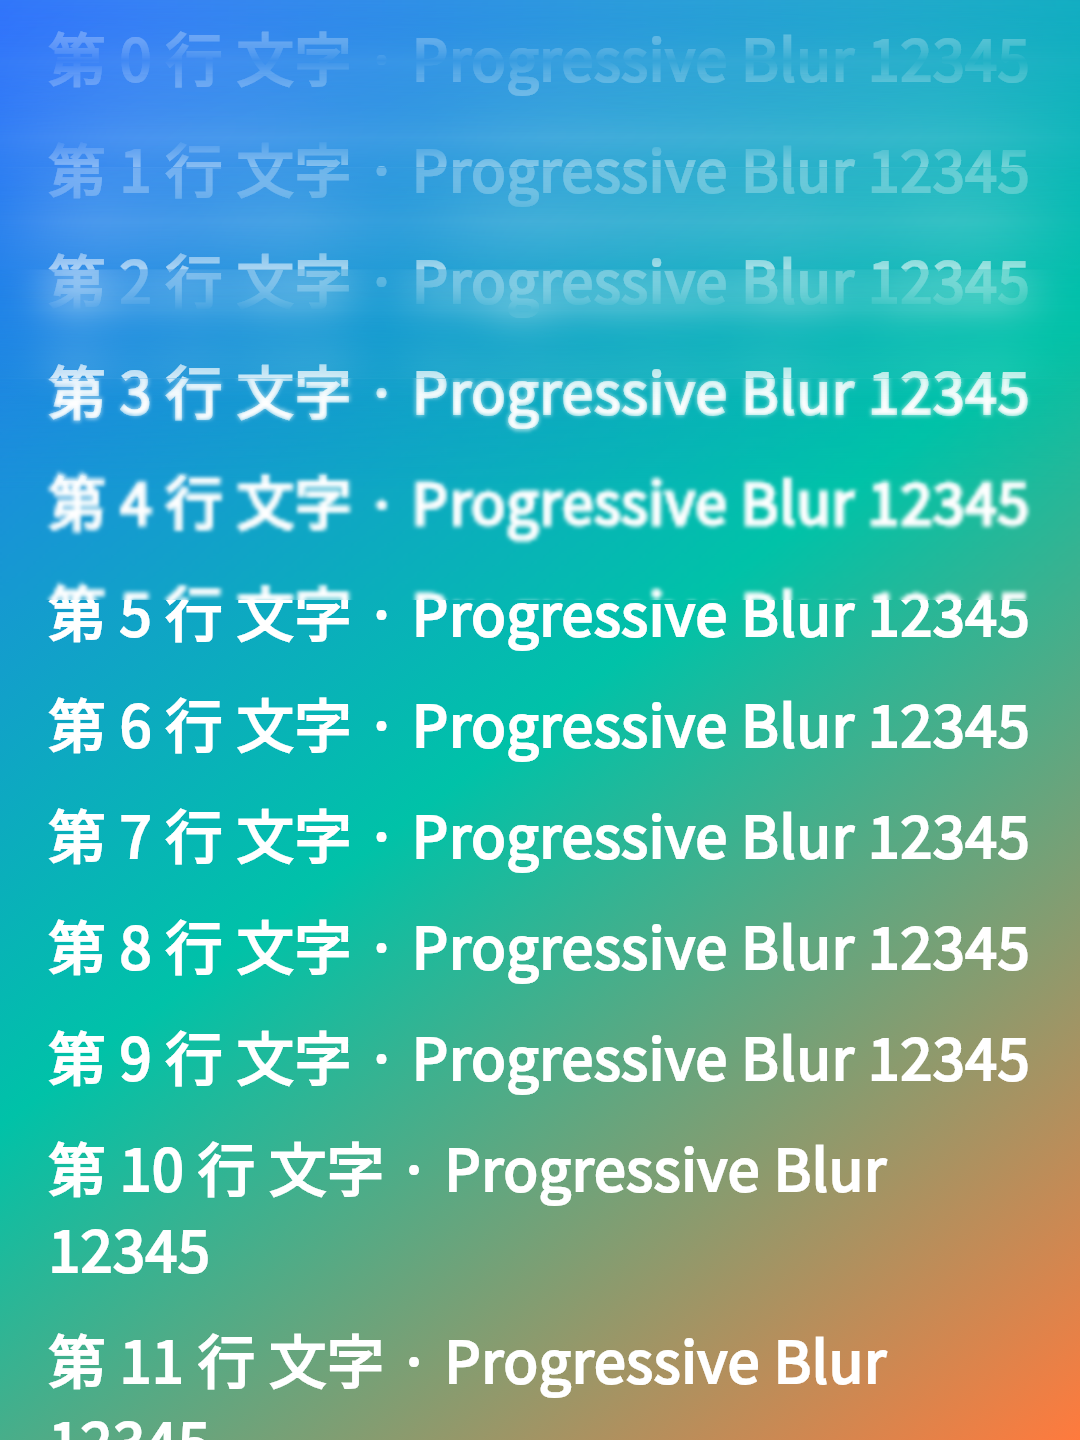 第 0 行 文字 · Progressive Blur 12345
第 1 行 文字 · Progressive Blur 12345
第 2 行 文字 · Progressive Blur 12345
第 3 行 文字 · Progressive Blur 12345
第 4 行 文字 · Progressive Blur 12345
第 5 行 文字 · Progressive Blur 12345
第 6 行 文字 · Progressive Blur 12345
第 7 行 文字 · Progressive Blur 12345
第 8 行 文字 · Progressive Blur 12345
第 9 行 文字 · Progressive Blur 12345
第 10 行 文字 · Progressive Blur
12345
第 11 行 文字 · Progressive Blur
12345